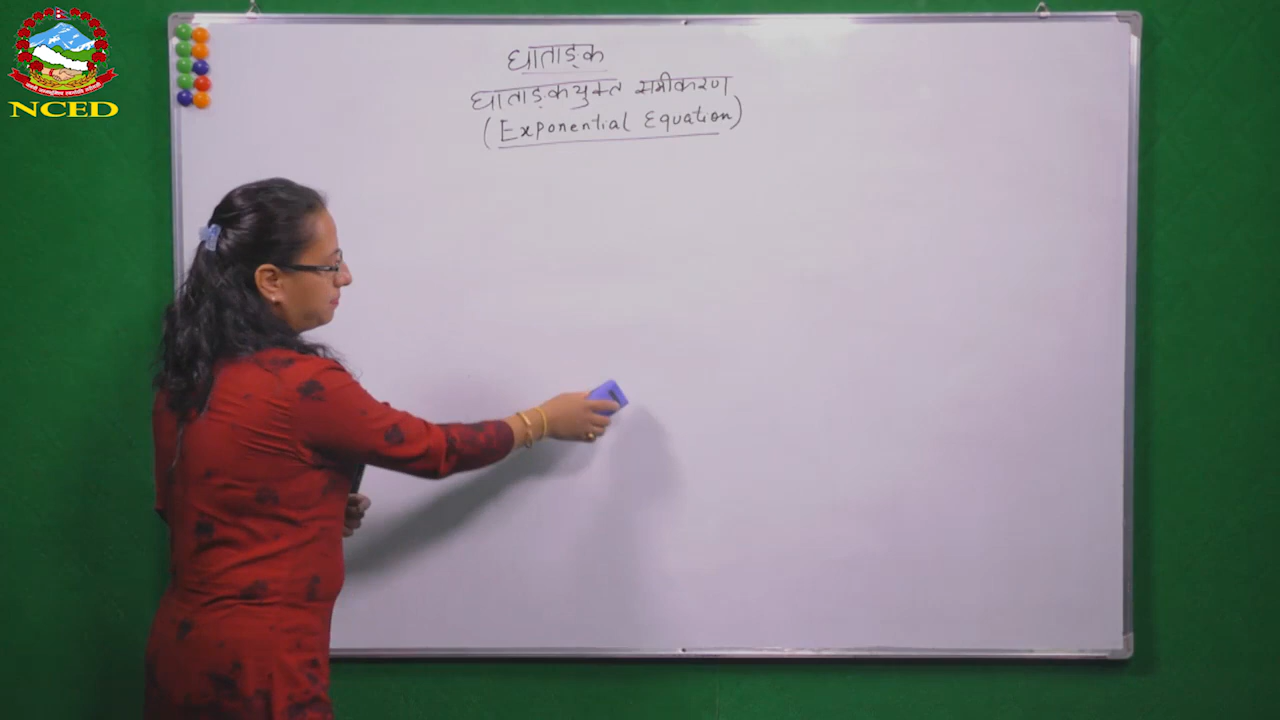 NCED
घाताङ्क
घाताङ्कयुक्त समीकरण
(Exponential Equation)